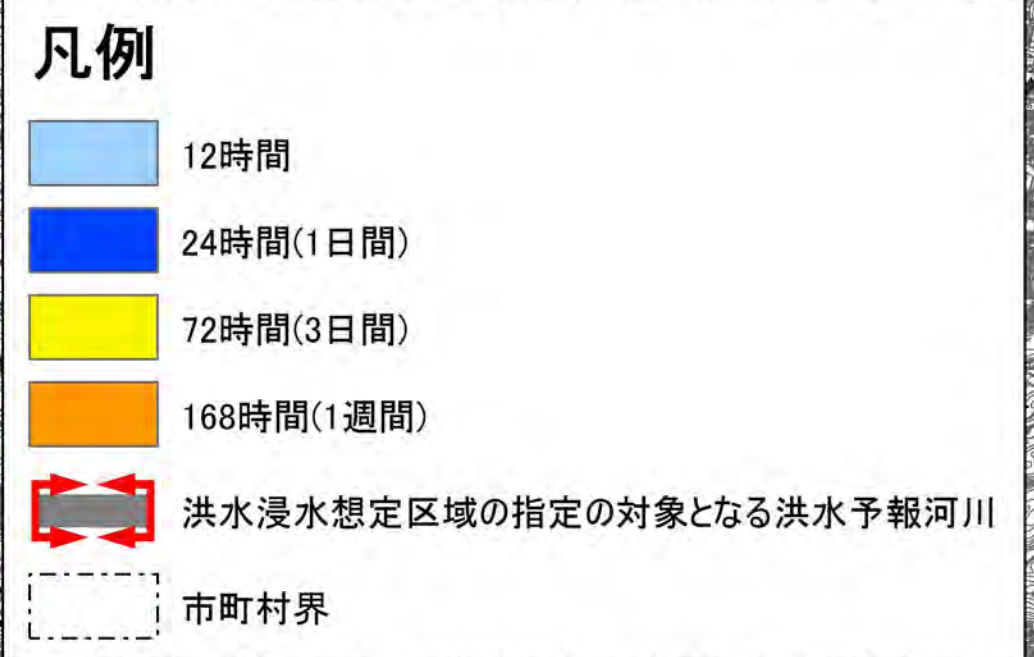 凡例
12時間
24時間(1日間)
72時間(3日間)
168時間(1週間)
洪水浸水想定区域の指定の対象となる洪水予報河川
市町村界